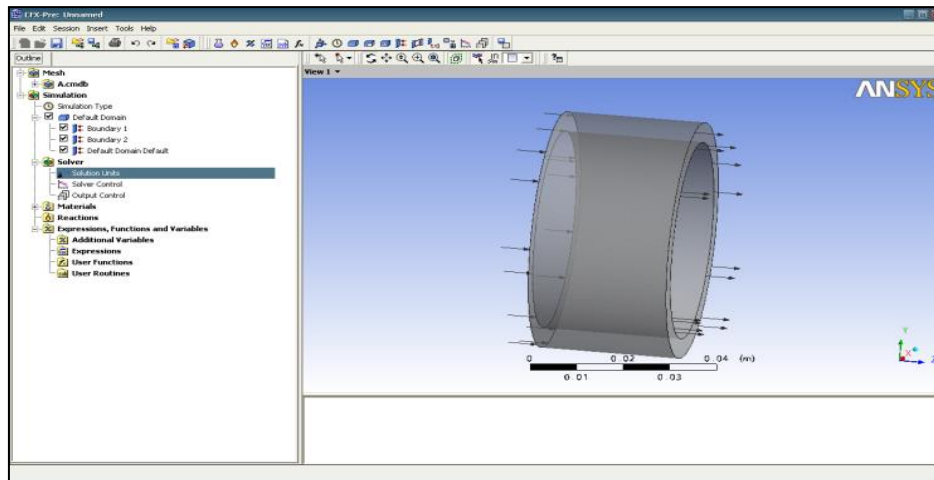 CFX-Pre: Unnamed
File Edit Session Insert Tools Help
Outline
Mesh
A.cmdb
Simulation
Simulation Type
Default Domain
Boundary 1
Boundary 2
Default Domain Default
Solver
Solution Units
Solver Control
Output Control
Materials
Reactions
Expressions, Functions and Variables
Additional Variables
Expressions
User Functions
User Routines
View 1
ANSYS
0 0.02 0.04 (m)
0.01 0.03
Y
X
Z